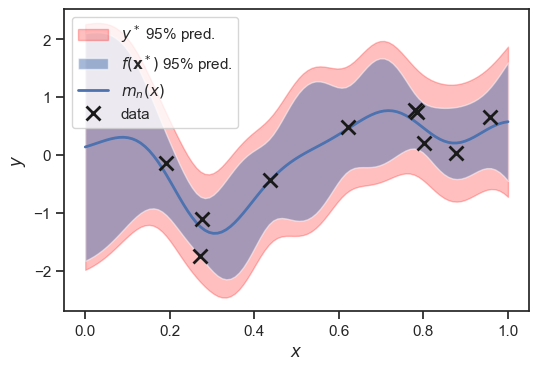 y* 95% pred.
f(x*) 95% pred.
mₙ(x)
data
2
1
0
−1
−2
y
0.0 0.2 0.4 0.6 0.8 1.0
x